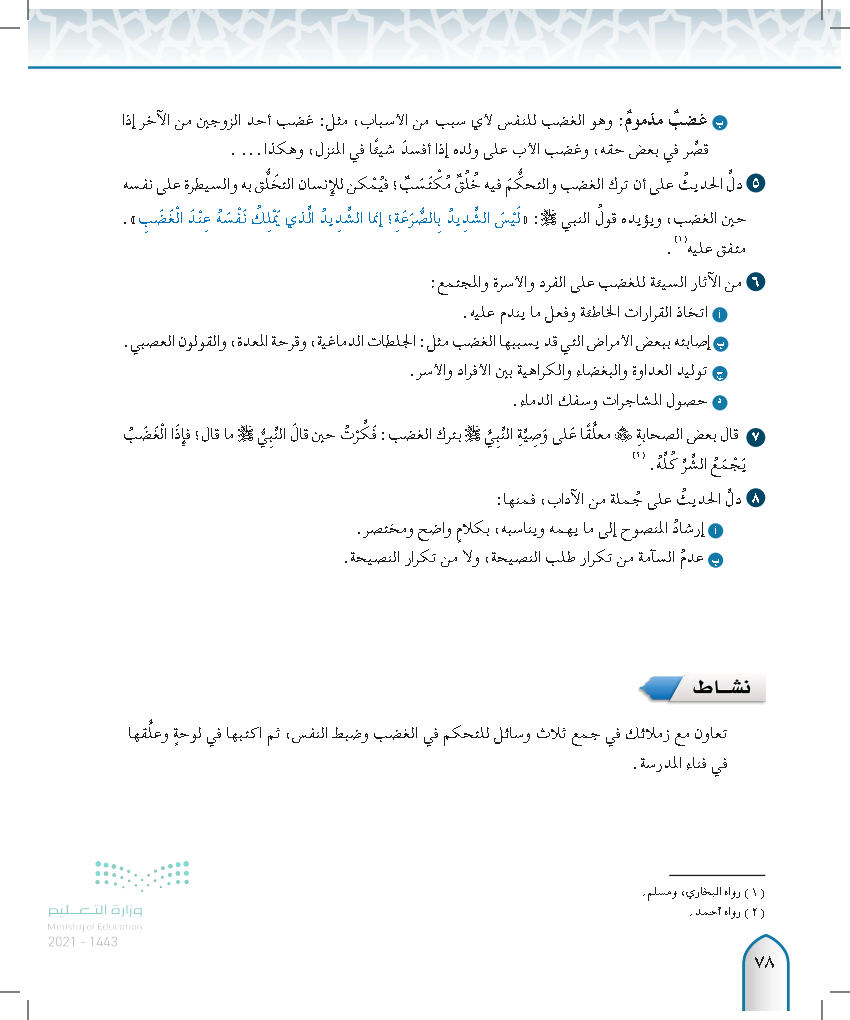 ب غضبٌ مذمومٌ: وهو الغضب للنفس لأي سبب من الأسباب، مثل: غضب أحد الزوجين من الآخر إذا
قصَّر في بعض حقه، وغضب الأب على ولده إذا أفسدَ شيئًا في المنزل، وهكذا... .
٥ دلَّ الحديثُ على أن ترك الغضب والتحكُّمَ فيه خُلُقٌ مُكْتَسَبٌ؛ فيُمْكن للإنسان التخَلُّق به والسيطرة على نفسه
حين الغضب، ويؤيده قولُ النبي ﷺ: «لَيْسَ الشَّدِيدُ بِالصُّرَعَةِ؛ إنما الشَّدِيدُ الَّذي يَمْلِكُ نَفْسَهُ عِنْدَ الْغَضَبِ».
متفق عليه(١).
٦ من الآثار السيئة للغضب على الفرد والأسرة والمجتمع:
أ اتخاذ القرارات الخاطئة وفعل ما يندم عليه.
ب إصابته ببعض الأمراض التي قد يسببها الغضب مثل: الجلطات الدماغية، وقرحة المعدة، والقولون العصبي.
ج توليد العداوة والبغضاء والكراهية بين الأفراد والأسر.
د حصول المشاجرات وسفك الدماء.
٧ قال بعض الصحابةِ ﷺ معلِّقًا عَلى وَصِيَّةِ النَّبِيِّ ﷺ بترك الغضب: فَكَّرْتُ حين قالَ النَّبِيُّ ﷺ ما قال؛ فإِذَا الْغَضَبُ
يَجْمَعُ الشَّرَّ كُلَّهُ. (١)
٨ دلَّ الحديثُ على جُملة من الآداب، فمنها:
أ إرشادُ المنصوح إلى ما يهمه ويناسبه، بكلامٍ واضح ومختصر.
ب عدمُ السآمة من تكرار طلب النصيحة، ولا من تكرار النصيحة.
نشــاط
تعاون مع زملائك في جمع ثلاث وسائل للتحكم في الغضب وضبط النفس، ثم اكتبها في لوحةٍ وعلِّقها
في فناء المدرسة.
(١) رواه البخاري، ومسلم.
(٢) رواه أحمد.
وزارة التعـليم
Ministry of Education
2021 - 1443
٧٨